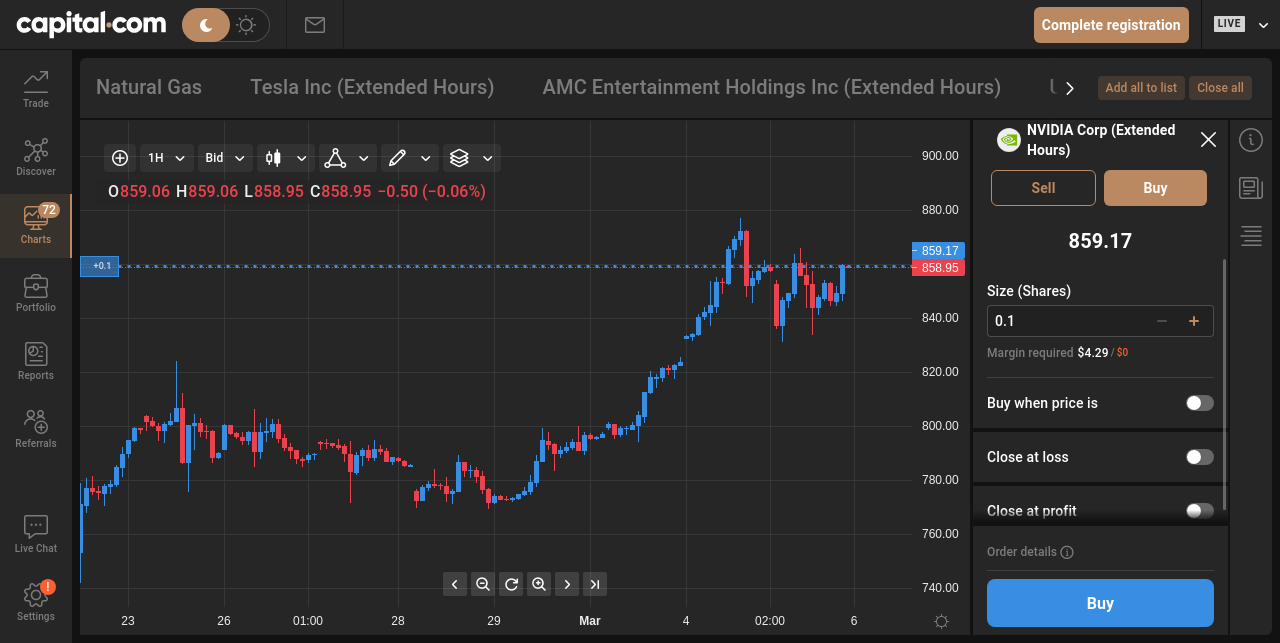 capital.com
Complete registration
LIVE
Trade
Discover
72
Charts
Portfolio
Reports
Referrals
Live Chat
!
Settings
Natural Gas
Tesla Inc (Extended Hours)
AMC Entertainment Holdings Inc (Extended Hours)
Add all to list
Close all
1H
Bid
O859.06 H859.06 L858.95 C858.95 −0.50 (−0.06%)
+0.1
900.00
880.00
859.17
858.95
840.00
820.00
800.00
780.00
760.00
740.00
23
26
01:00
28
29
Mar
4
02:00
6
NVIDIA Corp (Extended
Hours)
Sell
Buy
859.17
Size (Shares)
0.1
Margin required $4.29 / $0
Buy when price is
Close at loss
Close at profit
Order details
Buy